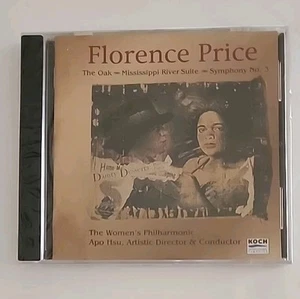 Florence Price
The Oak — Mississippi River Suite — Symphony No. 3
The Women's Philharmonic
Apo Hsu, Artistic Director & Conductor
KOCH